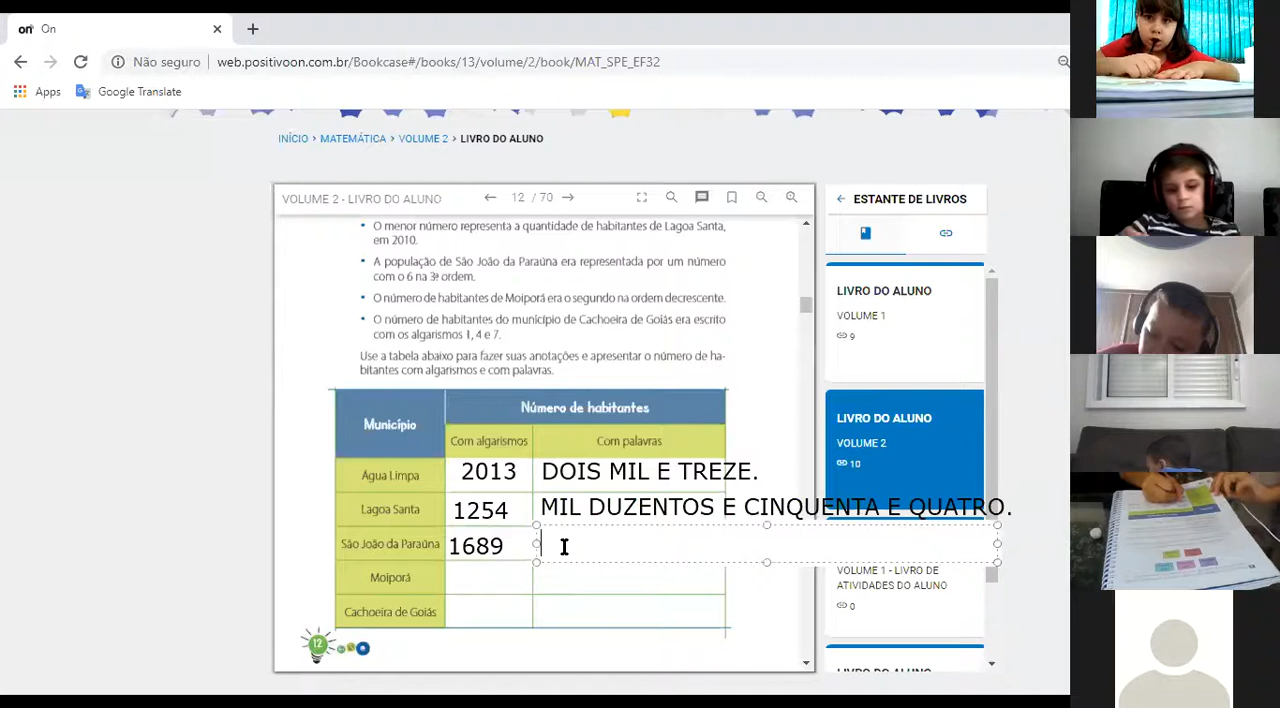 on On
Não seguro web.positivoon.com.br/Bookcase#/books/13/volume/2/book/MAT_SPE_EF32
Apps Google Translate
INÍCIO > MATEMÁTICA > VOLUME 2 > LIVRO DO ALUNO
VOLUME 2 - LIVRO DO ALUNO 12 / 70
• O menor número representa a quantidade de habitantes de Lagoa Santa,
em 2010.
• A população de São João da Paraúna era representada por um número
com o 6 na 3ª ordem.
• O número de habitantes de Moiporá era o segundo na ordem decrescente.
• O número de habitantes do município de Cachoeira de Goiás era escrito
com os algarismos 1, 4 e 7.
Use a tabela abaixo para fazer suas anotações e apresentar o número de ha-
bitantes com algarismos e com palavras.
Município Número de habitantes
Com algarismos Com palavras
Água Limpa 2013 DOIS MIL E TREZE.
Lagoa Santa 1254 MIL DUZENTOS E CINQUENTA E QUATRO.
São João da Paraúna 1689
Moiporá
Cachoeira de Goiás
12
ESTANTE DE LIVROS
LIVRO DO ALUNO
VOLUME 1
9
LIVRO DO ALUNO
VOLUME 2
10
VOLUME 1 - LIVRO DE
ATIVIDADES DO ALUNO
0
LIVRO DO ALUNO